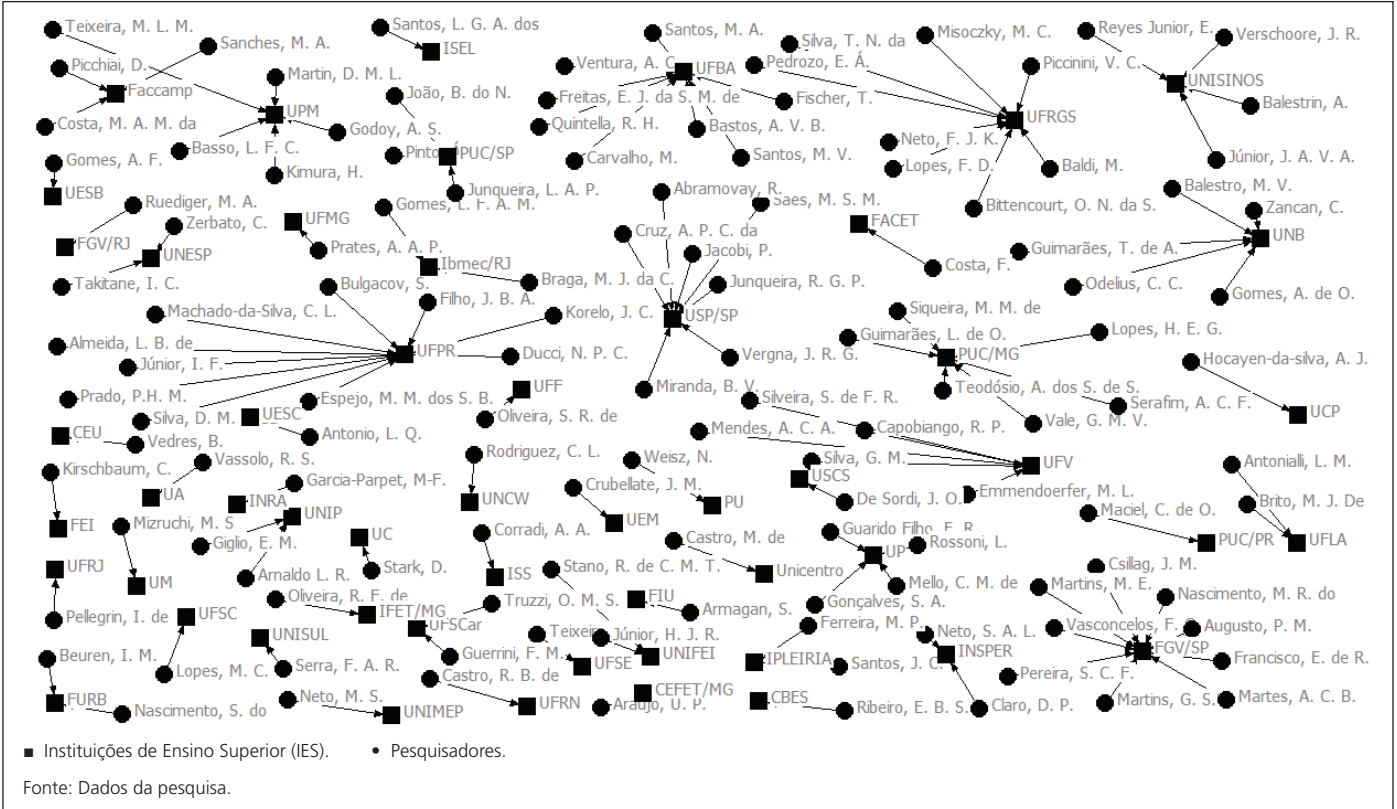 Teixeira, M. L. M.
Santos, L. G. A. dos
Santos, M. A.
Silva, T. N. da
Misoczky, M. C.
Reyes Junior, E.
Verschoore, J. R.
Sanches, M. A.
ISEL
Picchiai, D.
Martin, D. M. L.
Ventura, A. C.
UFBA
Pedrozo, E. Á.
Piccinini, V. C.
UNISINOS
Faccamp
João, B. do N.
Freitas, E. J. da S. M. de
Fischer, T.
Balestrin, A.
UPM
UFRGS
Costa, M. A. M. da
Godoy, A. S.
Quintella, R. H.
Bastos, A. V. B.
Neto, F. J. K.
Basso, L. F. C.
Pinto
PUC/SP
Carvalho, M.
Santos, M. V.
Lopes, F. D.
Baldi, M.
Júnior, J. A. V. A.
Gomes, A. F.
Kimura, H.
UESB
Junqueira, L. A. P.
Abramovay, R.
Balestro, M. V.
Ruediger, M. A.
Gomes, L. F. A. M.
Saes, M. S. M.
Bittencourt, O. N. da S.
Zancan, C.
Zerbato, C.
UFMG
Cruz, A. P. C. da
FACET
UNB
FGV/RJ
UNESP
Prates, A. A. P.
Jacobi, P.
Guimarães, T. de A.
Ibmec/RJ
Costa, F.
Takitane, I. C.
Bulgacov, S.
Braga, M. J. da C.
Junqueira, R. G. P.
Odelius, C. C.
Gomes, A. de O.
Machado-da-Silva, C. L.
Filho, J. B. A.
Korelo, J. C.
USP/SP
Siqueira, M. M. de
Almeida, L. B. de
UFPR
Ducci, N. P. C.
Vergna, J. R. G.
Guimarães, L. de O.
Lopes, H. E. G.
Júnior, I. F.
PUC/MG
Hocayen-da-silva, A. J.
Prado, P.H. M.
Espejo, M. M. dos S. B.
UFF
Miranda, B. V.
Teodósio, A. dos S. de S.
Silva, D. M.
UESC
Oliveira, S. R. de
Silveira, S. de F. R.
Serafim, A. C. F.
UCP
CEU
Vedres, B.
Antonio, L. Q.
Mendes, A. C. A.
Capobiango, R. P.
Vale, G. M. V.
Kirschbaum, C.
Vassolo, R. S.
Rodriguez, C. L.
Weisz, N.
Silva, G. M.
UFV
Antonialli, L. M.
Garcia-Parpet, M-F.
Crubellate, J. M.
USCS
UA
INRA
UNCW
PU
De Sordi, J. O.
Emmendoerfer, M. L.
Brito, M. J. De
FEI
Mizruchi, M. S
UNIP
UEM
Maciel, C. de O.
Giglio, E. M.
UC
Corradi, A. A.
Castro, M. de
Guarido Filho, E. R.
Rossoni, L.
PUC/PR
UFLA
UFRJ
UM
Arnaldo L. R.
Stark, D.
ISS
Stano, R. de C. M. T.
Unicentro
UP
Csillag, J. M.
Oliveira, R. F. de
Truzzi, O. M. S.
FIU
Mello, C. M. de
Martins, M. E.
Nascimento, M. R. do
Pellegrin, I. de
UFSC
IFET/MG
Armagan, S.
Gonçalves, S. A.
UNISUL
UFSCar
Teixeir
Júnior, H. J. R.
Ferreira, M. P.
Neto, S. A. L.
Vasconcelos, F.
Augusto, P. M.
Beuren, I. M.
Lopes, M. C.
Serra, F. A. R.
Guerrini, F. M.
UFSE
UNIFEI
IPLEIRIA
Santos, J. C.
INSPER
FGV/SP
Francisco, E. de R.
Castro, R. B. de
Pereira, S. C. F.
FURB
Neto, M. S.
CEFET/MG
CBES
Nascimento, S. do
UNIMEP
UFRN
Araújo, U. P.
Ribeiro, E. B. S.
Claro, D. P.
Martins, G. S.
Martes, A. C. B.
■ Instituições de Ensino Superior (IES). • Pesquisadores.
Fonte: Dados da pesquisa.